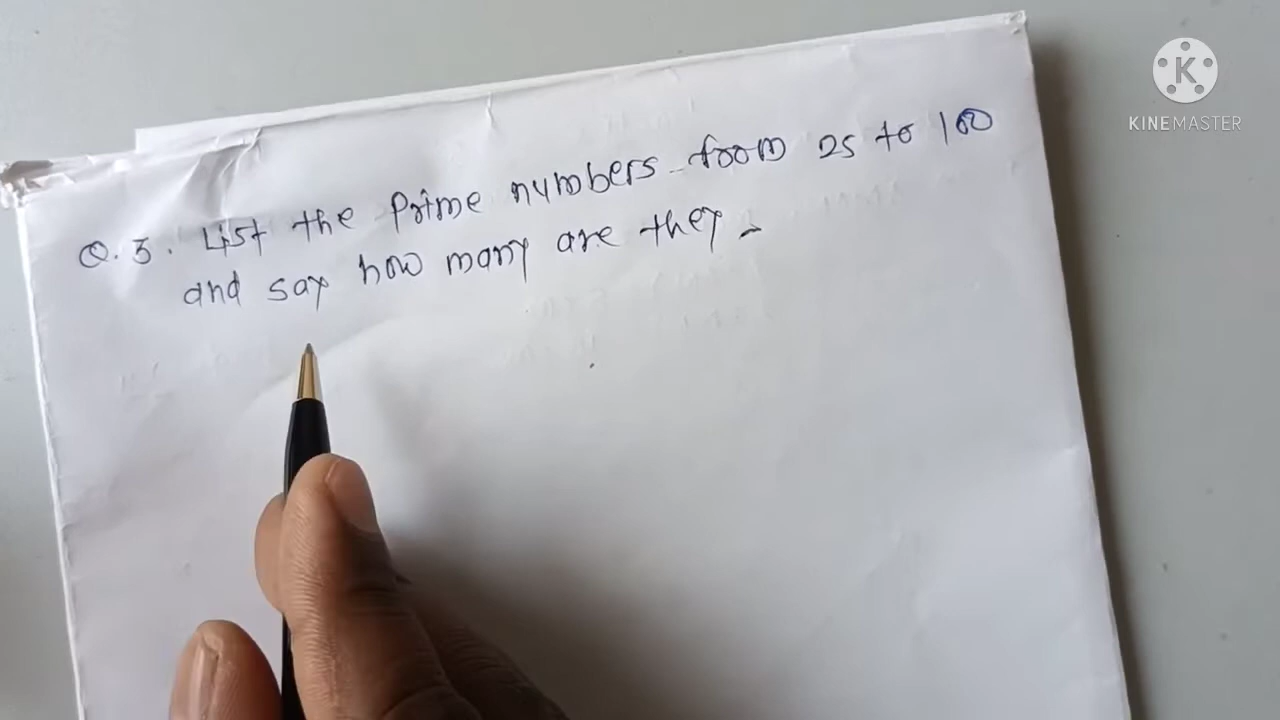 KINEMASTER
Q.3. List the Prime numbers from 25 to 100
and say how many are they.